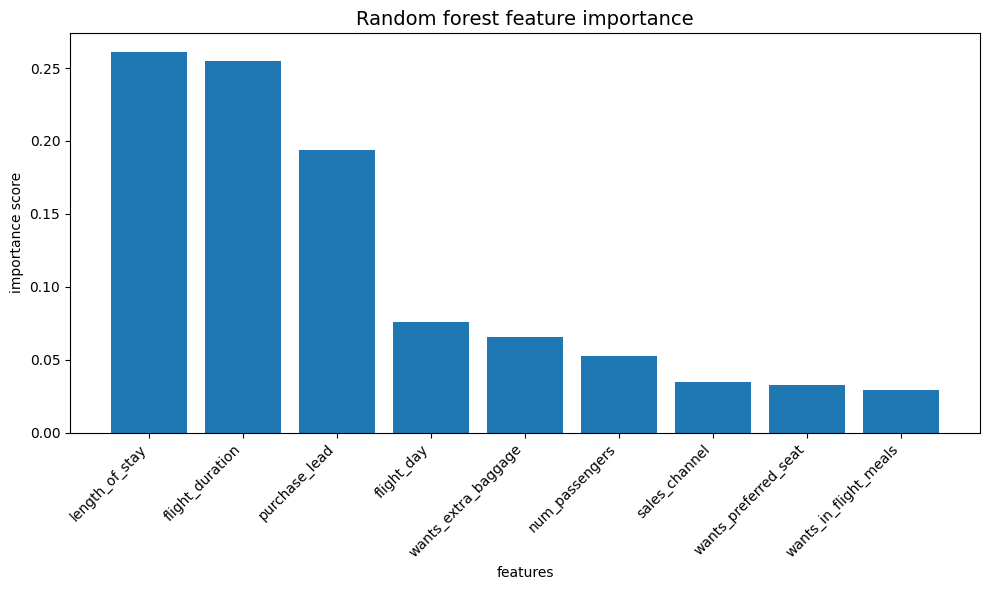 Random forest feature importance
importance score
0.25
0.20
0.15
0.10
0.05
0.00
length_of_stay
flight_duration
purchase_lead
flight_day
wants_extra_baggage
num_passengers
sales_channel
wants_preferred_seat
wants_in_flight_meals
features